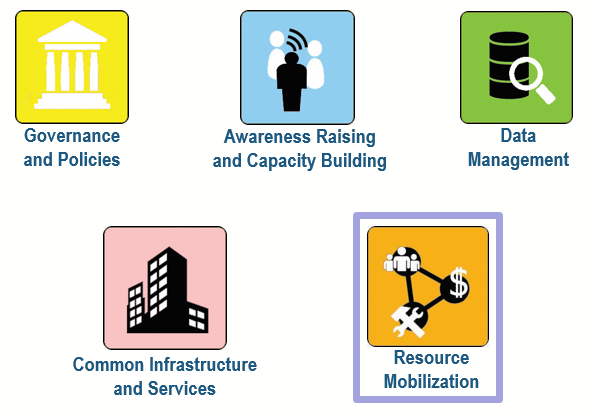 Governance
and Policies
Awareness Raising
and Capacity Building
Data
Management
Common Infrastructure
and Services
$
Resource
Mobilization